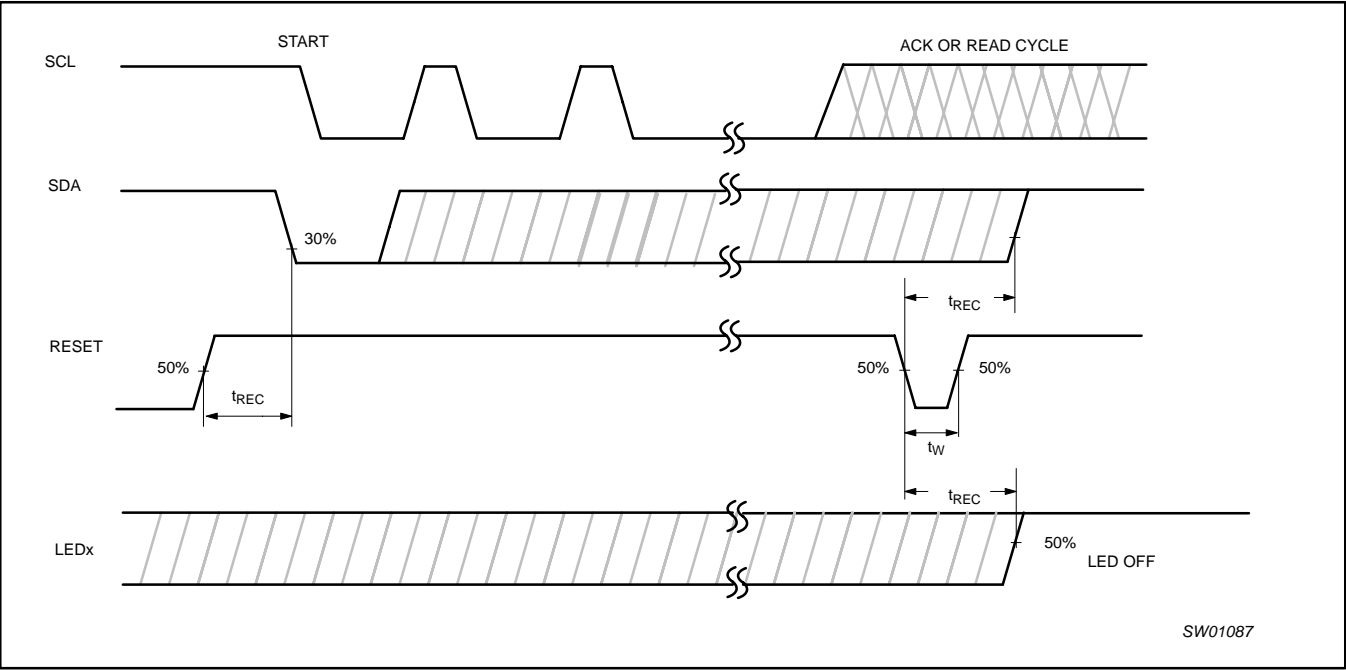 START
ACK OR READ CYCLE
SCL
SDA
30%
tREC
RESET
50%
50%
50%
tREC
tW
tREC
LEDx
50%
LED OFF
SW01087